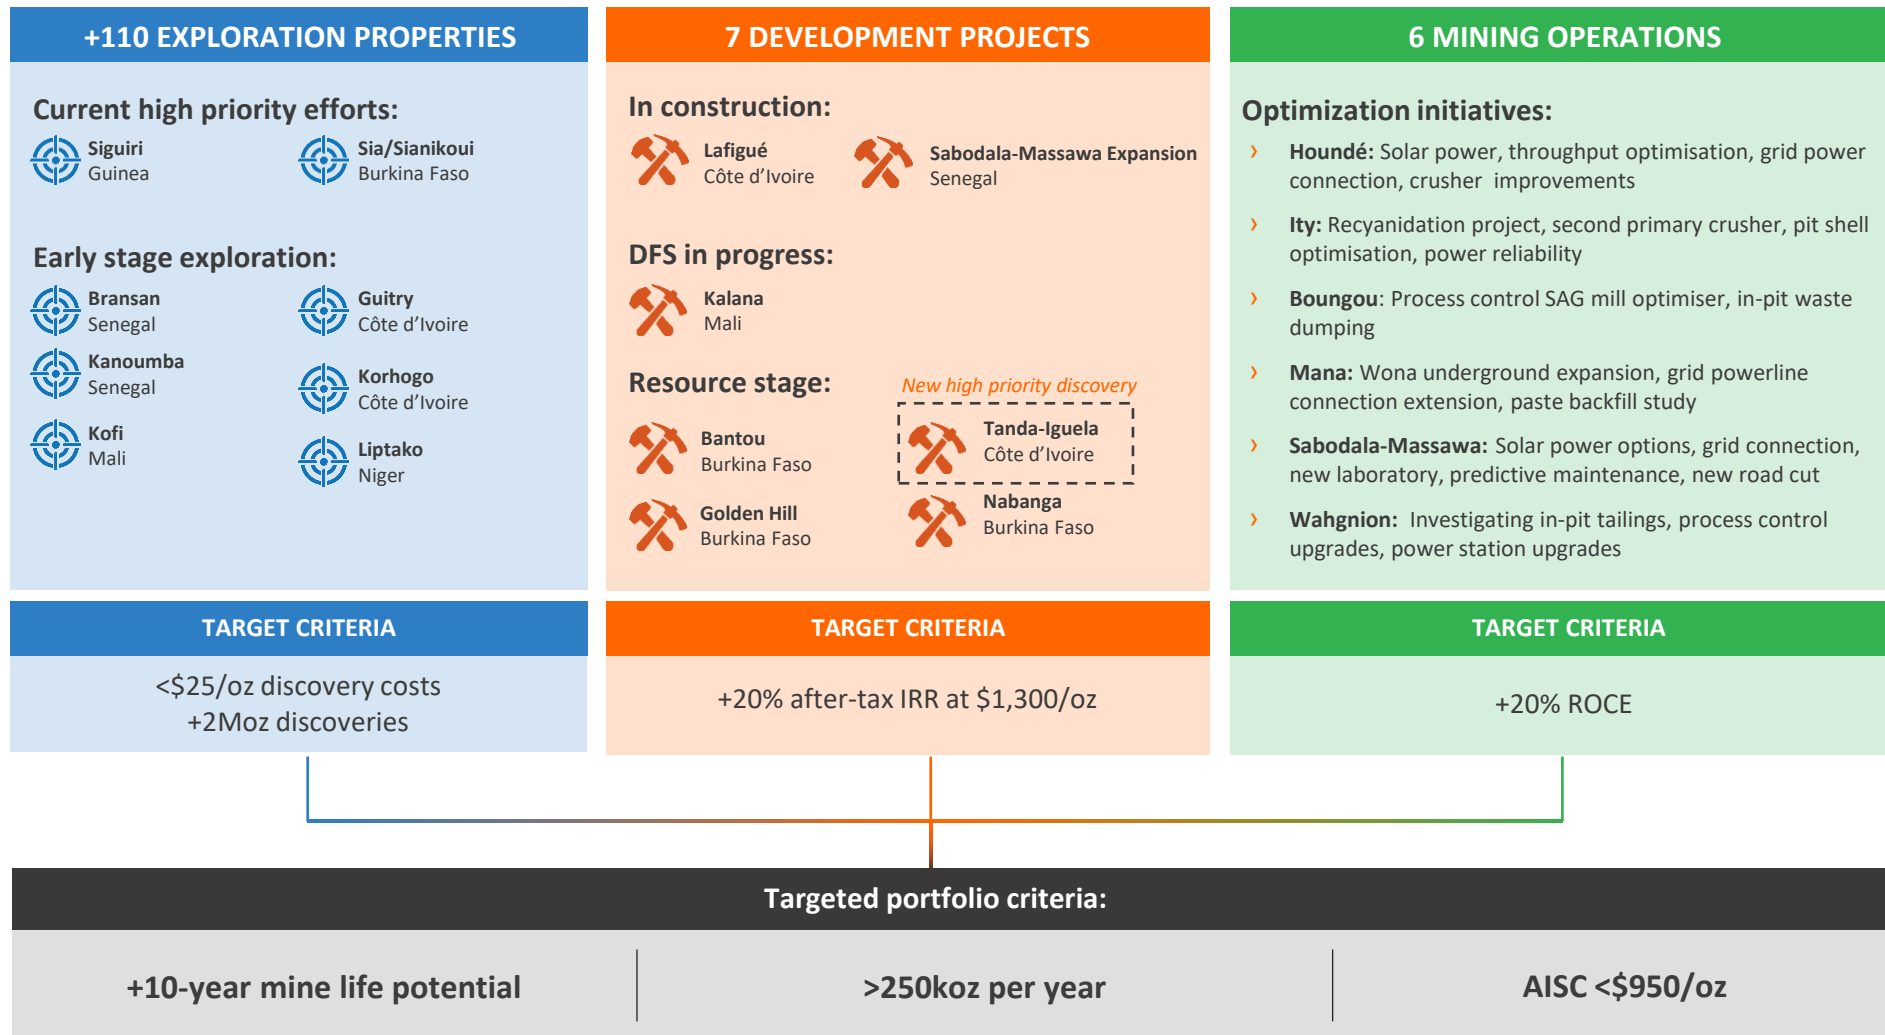 +110 EXPLORATION PROPERTIES
Current high priority efforts:
Siguiri
Guinea
Sia/Sianikoui
Burkina Faso
Early stage exploration:
Bransan
Senegal
Guitry
Côte d’Ivoire
Kanoumba
Senegal
Korhogo
Côte d’Ivoire
Kofi
Mali
Liptako
Niger
TARGET CRITERIA
<$25/oz discovery costs
+2Moz discoveries
7 DEVELOPMENT PROJECTS
In construction:
Lafigué
Côte d’Ivoire
Sabodala-Massawa Expansion
Senegal
DFS in progress:
Kalana
Mali
Resource stage:
New high priority discovery
Bantou
Burkina Faso
Tanda-Iguela
Côte d’Ivoire
Golden Hill
Burkina Faso
Nabanga
Burkina Faso
TARGET CRITERIA
+20% after-tax IRR at $1,300/oz
6 MINING OPERATIONS
Optimization initiatives:
› Houndé: Solar power, throughput optimisation, grid power
connection, crusher improvements
› Ity: Recyanidation project, second primary crusher, pit shell
optimisation, power reliability
› Boungou: Process control SAG mill optimiser, in-pit waste
dumping
› Mana: Wona underground expansion, grid powerline
connection extension, paste backfill study
› Sabodala-Massawa: Solar power options, grid connection,
new laboratory, predictive maintenance, new road cut
› Wahgnion: Investigating in-pit tailings, process control
upgrades, power station upgrades
TARGET CRITERIA
+20% ROCE
Targeted portfolio criteria:
+10-year mine life potential
>250koz per year
AISC <$950/oz